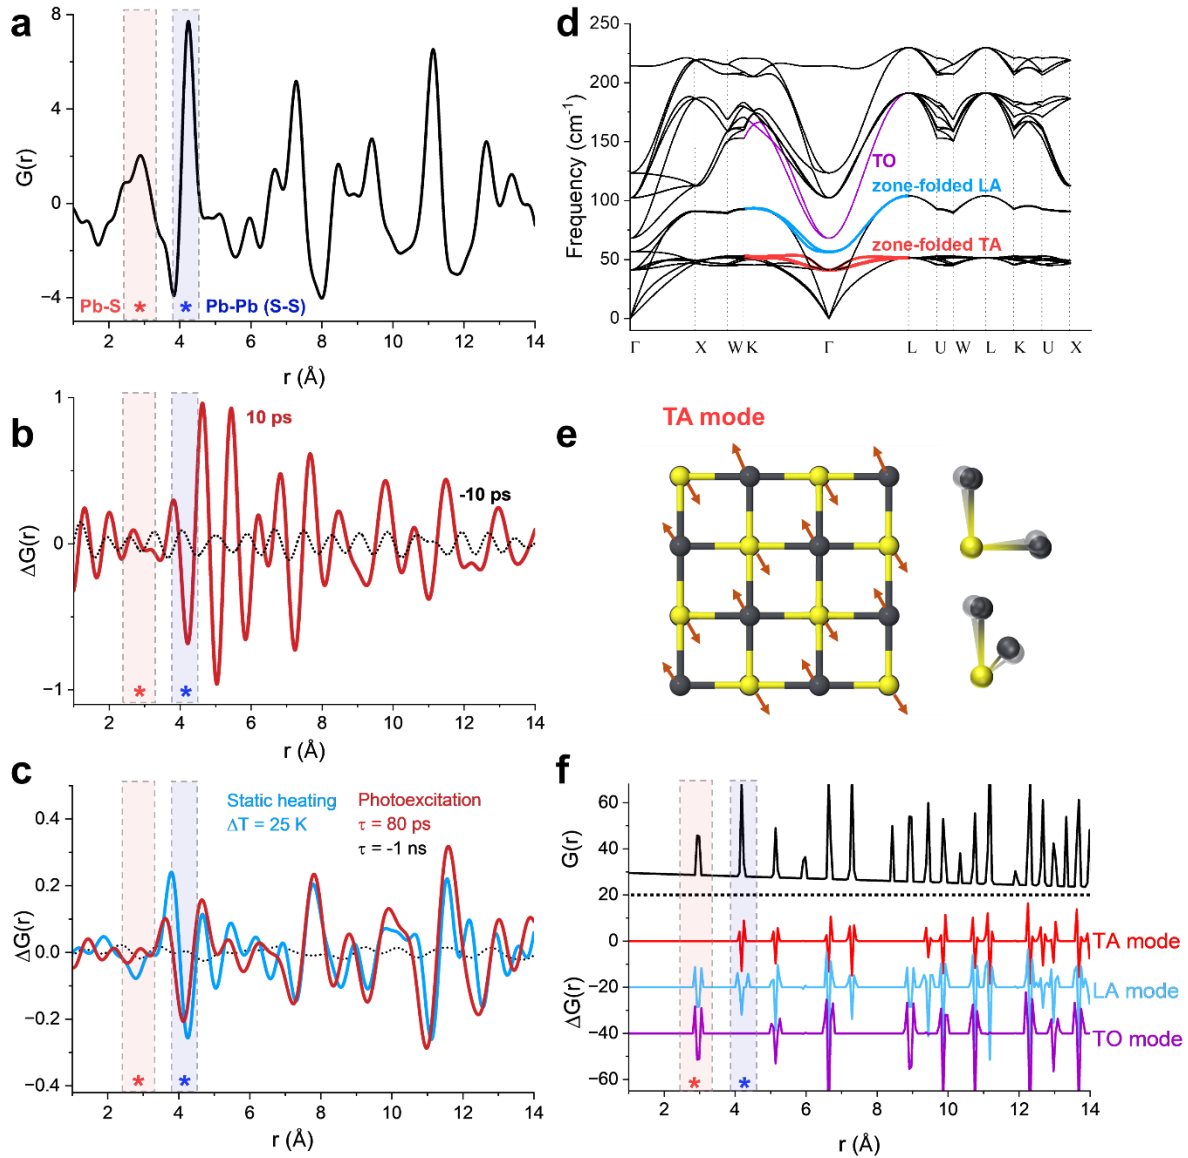 a
8
4
0
−4
G(r)
Pb-S
*
*
Pb-Pb (S-S)
2
4
6
8
10
12
14
r (Å)
b
1
0
−1
ΔG(r)
10 ps
-10 ps
*
*
2
4
6
8
10
12
14
r (Å)
c
0.4
0.2
0.0
−0.2
−0.4
ΔG(r)
Static heating
ΔT = 25 K
Photoexcitation
τ = 80 ps
τ = -1 ns
*
*
2
4
6
8
10
12
14
r (Å)
d
250
200
150
100
50
0
Frequency (cm⁻¹)
TO
zone-folded LA
zone-folded TA
Γ
X
W
K
Γ
L
U
W
L
K
U
X
e
TA mode
f
60
40
20
0
−20
−40
−60
G(r)
ΔG(r)
TA mode
LA mode
TO mode
*
*
2
4
6
8
10
12
14
r (Å)